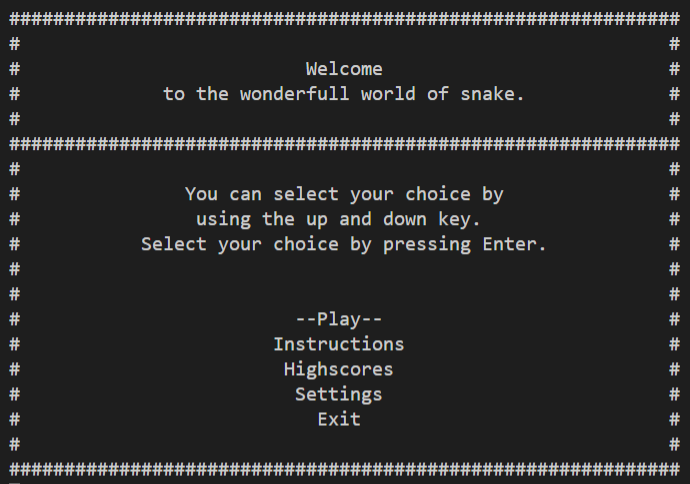 #############################################################
# #
# Welcome #
# to the wonderfull world of snake. #
# #
#############################################################
# #
# You can select your choice by #
# using the up and down key. #
# Select your choice by pressing Enter. #
# #
# #
# --Play-- #
# Instructions #
# Highscores #
# Settings #
# Exit #
# #
#############################################################